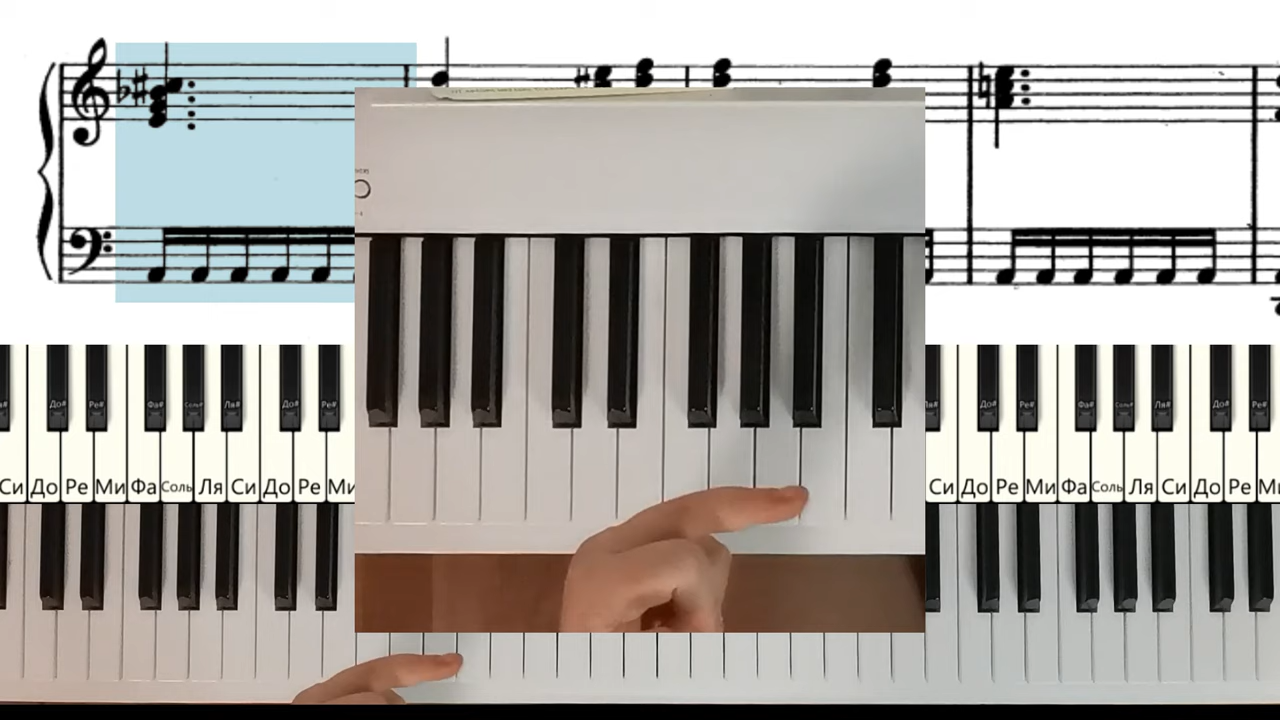 До# Ре# Фа# Соль# Ля# До# Ре# До# Ре# Фа# Соль# Ля# До# Ре#
Си До Ре Ми Фа Соль Ля Си До Ре Ми Си До Ре Ми Фа Соль Ля Си До Ре